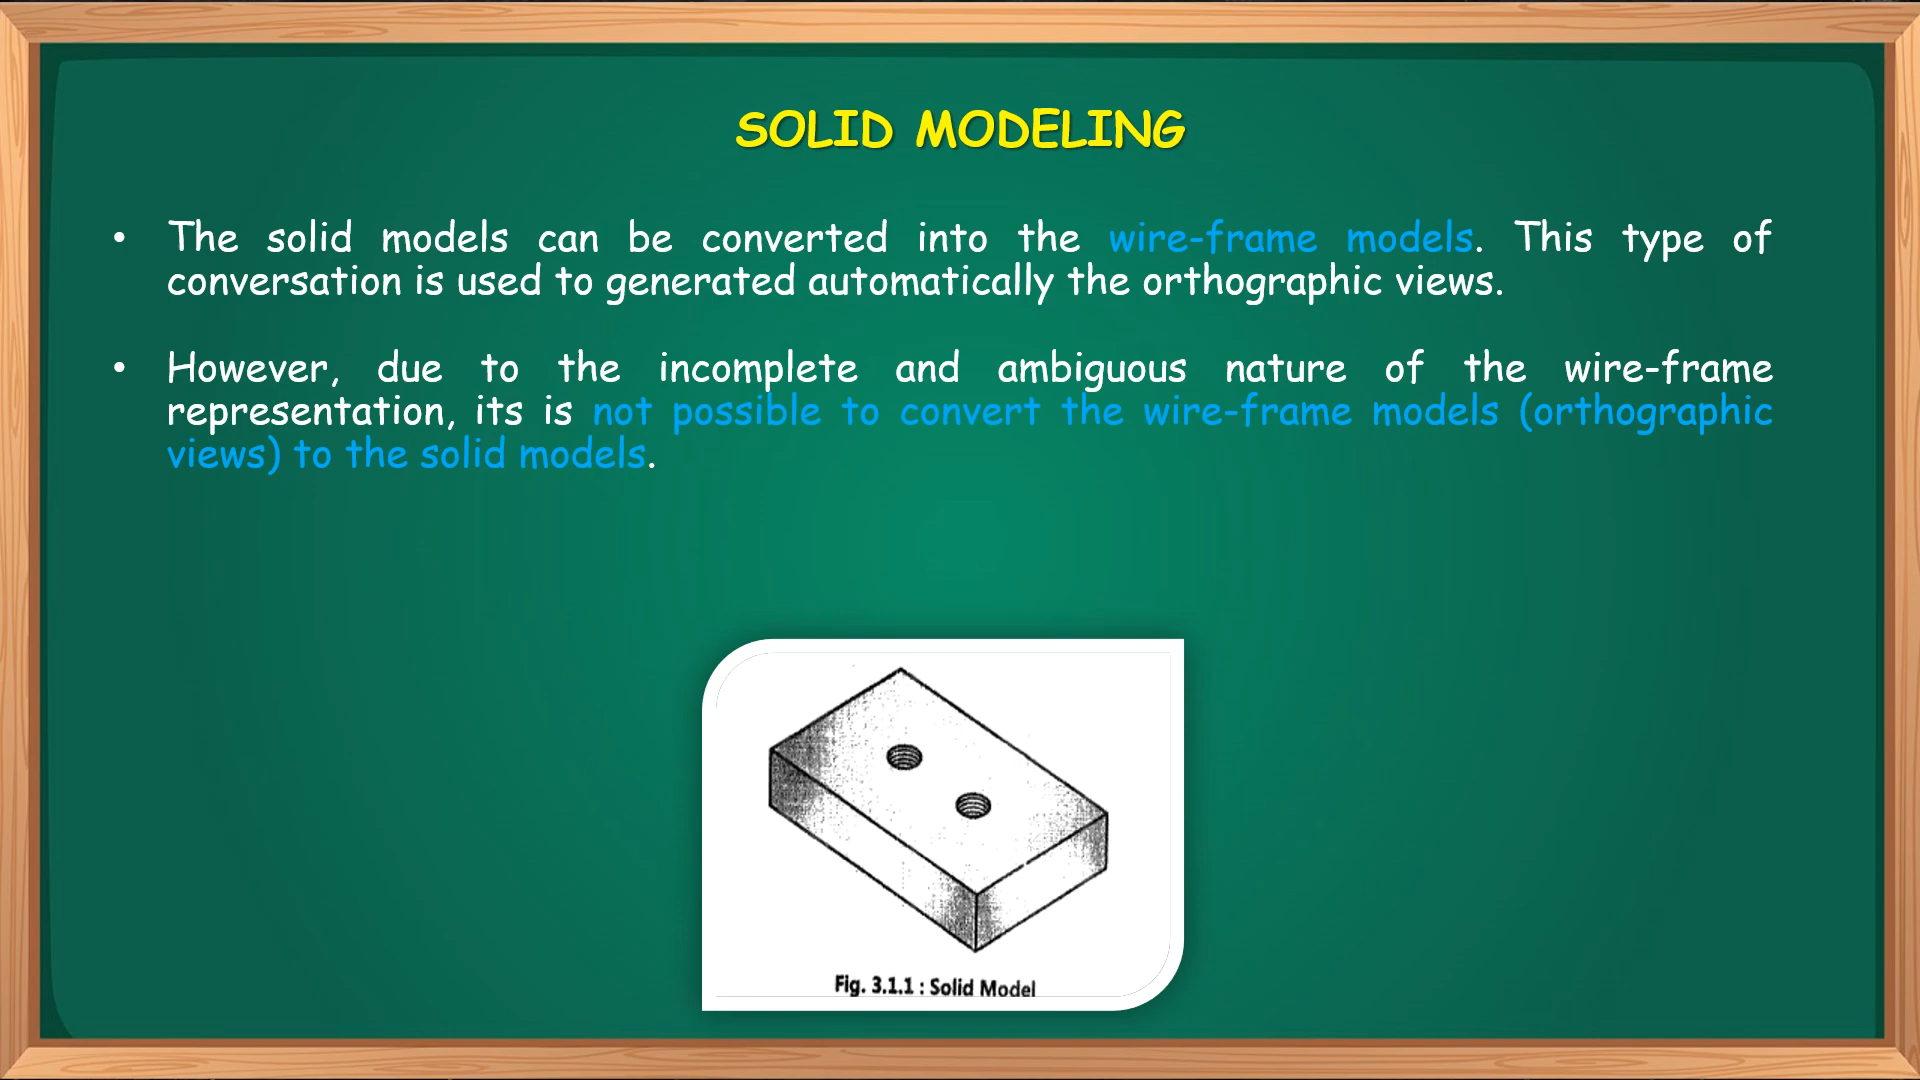 SOLID MODELING
• The solid models can be converted into the wire-frame models. This type of
conversation is used to generated automatically the orthographic views.
• However, due to the incomplete and ambiguous nature of the wire-frame
representation, its is not possible to convert the wire-frame models (orthographic
views) to the solid models.
Fig. 3.1.1 : Solid Model